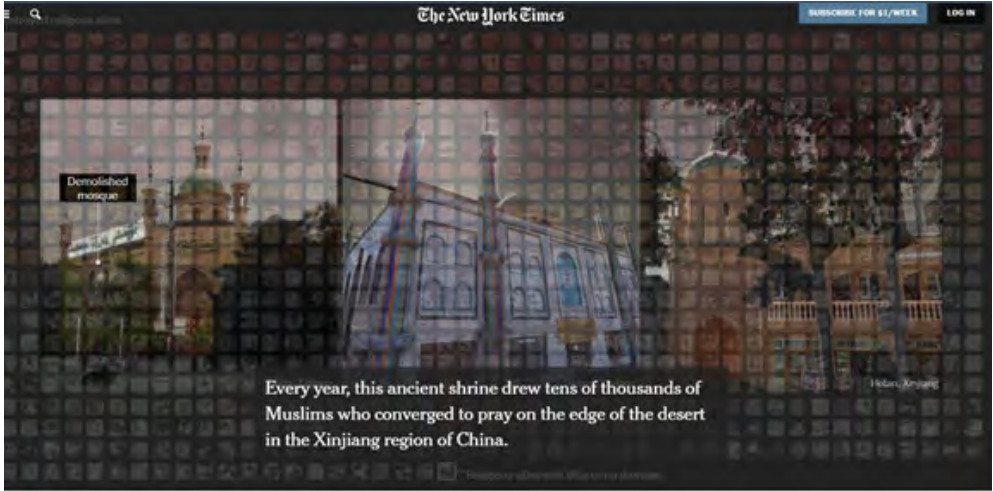 The New York Times
SUBSCRIBE FOR $1/WEEK
LOG IN
Demolished
mosque
Hotan, Xinjiang
Every year, this ancient shrine drew tens of thousands of
Muslims who converged to pray on the edge of the desert
in the Xinjiang region of China.